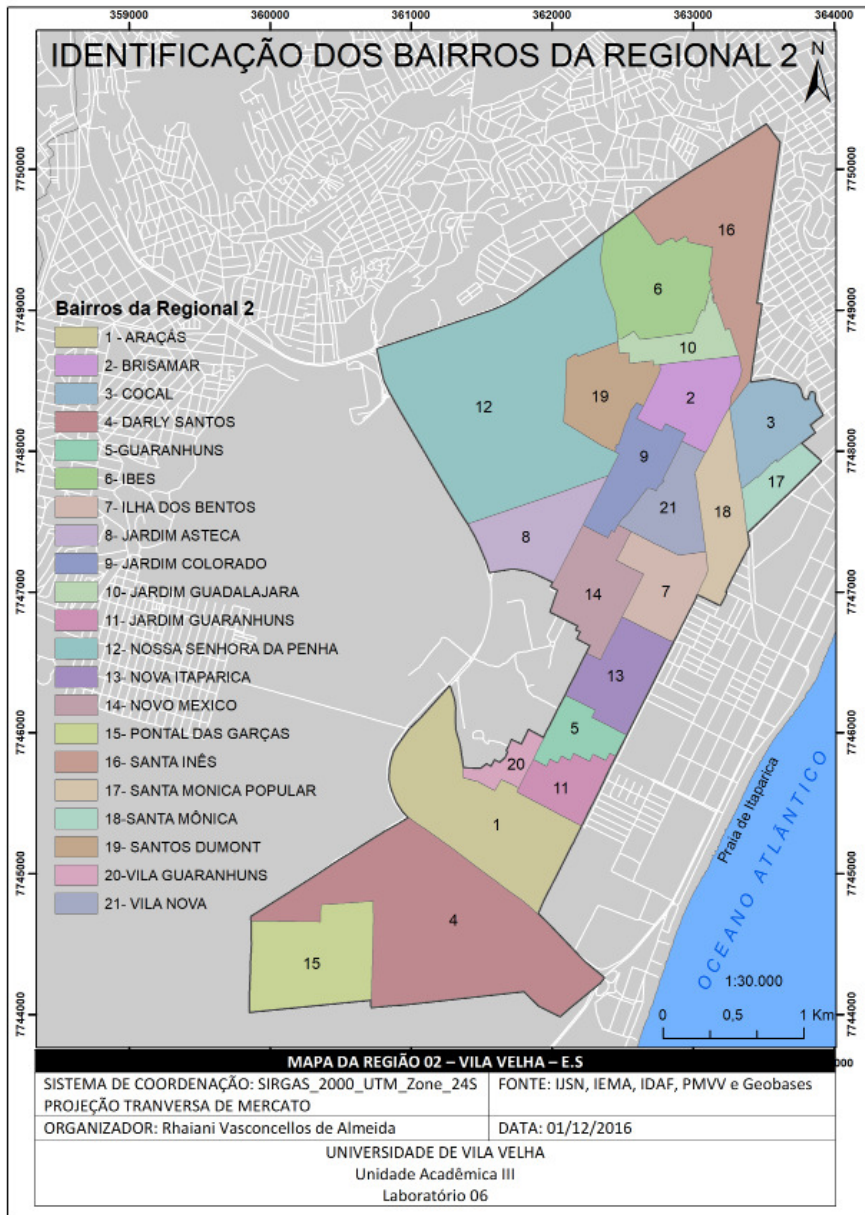 359000 360000 361000 362000 363000 364000
IDENTIFICAÇÃO DOS BAIRROS DA REGIONAL 2
N
7750000 7750000
16
6
7749000 7749000
Bairros da Regional 2
1 - ARAÇÁS
2- BRISAMAR
3- COCAL
4- DARLY SANTOS
5-GUARANHUNS
6- IBES
7- ILHA DOS BENTOS
8- JARDIM ASTECA
9- JARDIM COLORADO
10- JARDIM GUADALAJARA
11- JARDIM GUARANHUNS
12- NOSSA SENHORA DA PENHA
13- NOVA ITAPARICA
14- NOVO MEXICO
15- PONTAL DAS GARÇAS
16- SANTA INÊS
17- SANTA MONICA POPULAR
18-SANTA MÔNICA
19- SANTOS DUMONT
20-VILA GUARANHUNS
21- VILA NOVA
10
12
19
2
3
7748000 7748000
9
17
21
18
8
7747000 7747000
14
7
13
7746000 7746000
5
20
11
1
Praia de Itaparica
OCEANO ATLÂNTICO
7745000 7745000
4
15
1:30.000
7744000 7744000
0 0,5 1 Km
MAPA DA REGIÃO 02 – VILA VELHA – E.S
SISTEMA DE COORDENAÇÃO: SIRGAS_2000_UTM_Zone_24S
PROJEÇÃO TRANVERSA DE MERCATO
FONTE: IJSN, IEMA, IDAF, PMVV e Geobases
ORGANIZADOR: Rhaiani Vasconcellos de Almeida
DATA: 01/12/2016
UNIVERSIDADE DE VILA VELHA
Unidade Acadêmica III
Laboratório 06